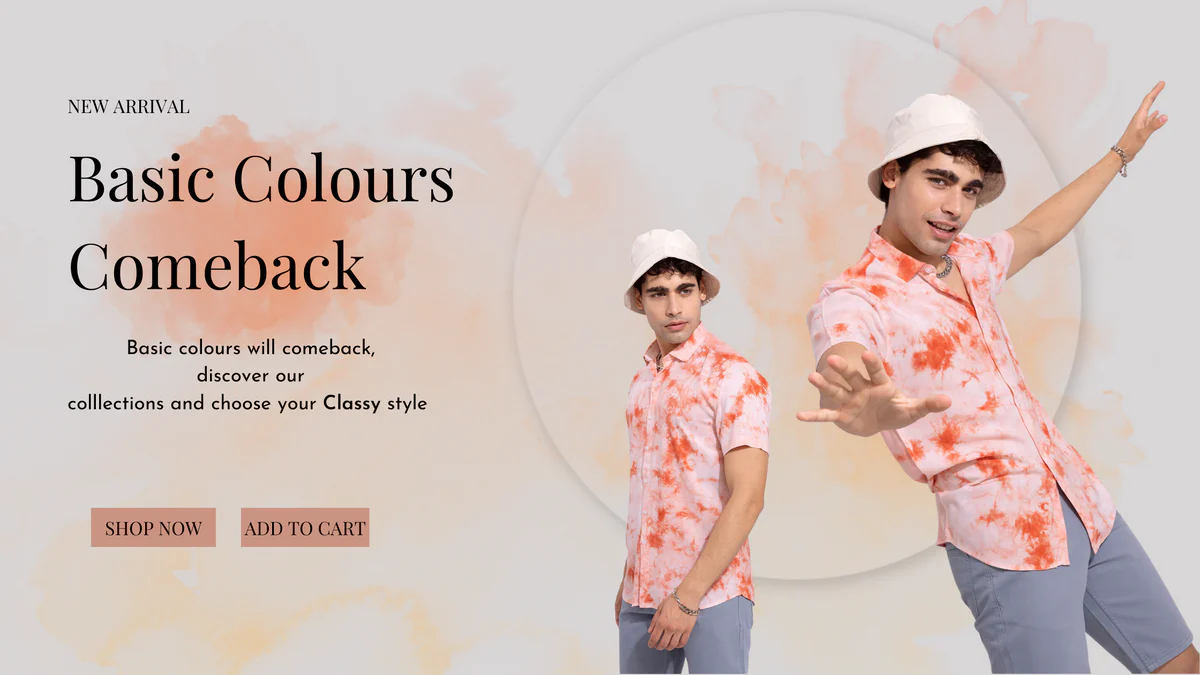 NEW ARRIVAL
Basic Colours
Comeback
Basic colours will comeback,
discover our
colllections and choose your Classy style
SHOP NOW
ADD TO CART